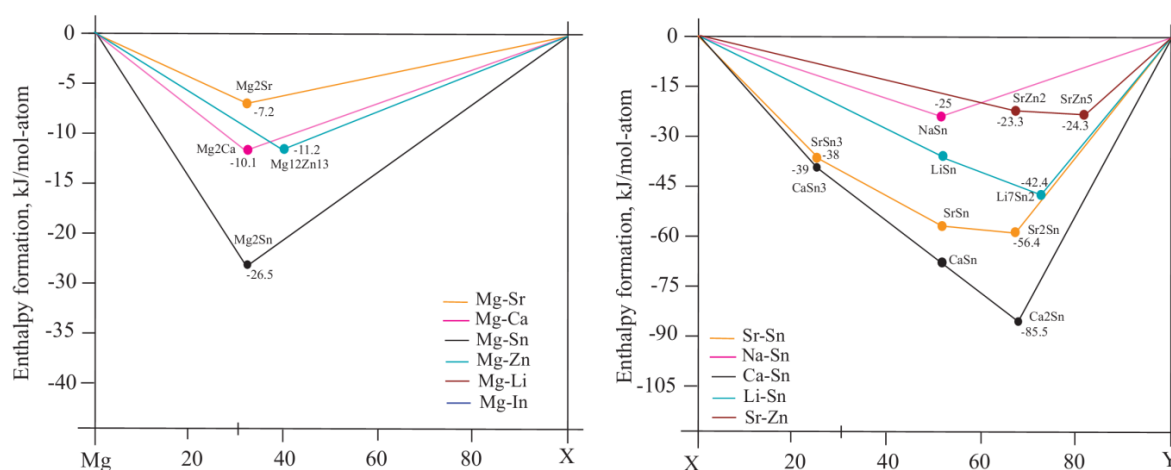 Enthalpy formation, kJ/mol-atom
0
-5
-10
-15
-20
-25
-30
-35
-40
Mg2Sr
-7.2
Mg2Ca
-10.1
-11.2
Mg12Zn13
Mg2Sn
-26.5
Mg-Sr
Mg-Ca
Mg-Sn
Mg-Zn
Mg-Li
Mg-In
Mg
20
40
60
80
X
Enthalpy formation, kJ/mol-atom
0
-15
-30
-45
-60
-75
-90
-105
-25
NaSn
SrZn2
-23.3
SrZn5
-24.3
SrSn3
-38
-39
CaSn3
LiSn
-42.4
Li7Sn2
SrSn
Sr2Sn
-56.4
CaSn
Ca2Sn
-85.5
Sr-Sn
Na-Sn
Ca-Sn
Li-Sn
Sr-Zn
X
20
40
60
80
Y